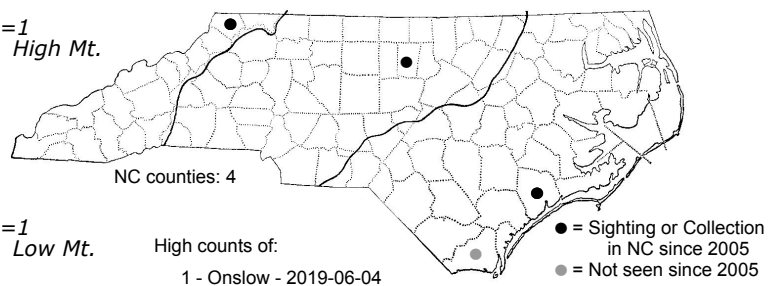 =1
High Mt.
NC counties: 4
=1
Low Mt.
High counts of:
1 - Onslow - 2019-06-04
● = Sighting or Collection
in NC since 2005
● = Not seen since 2005